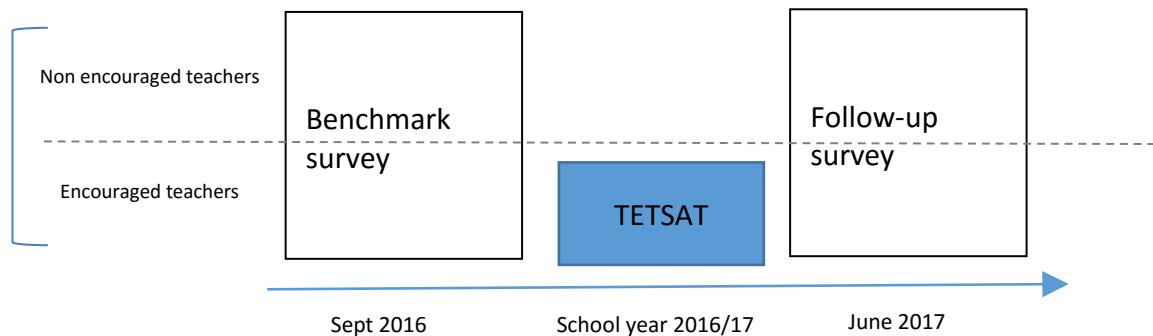 Non encouraged teachers
Benchmark
survey
Follow-up
survey
Encouraged teachers
TETSAT
Sept 2016
School year 2016/17
June 2017